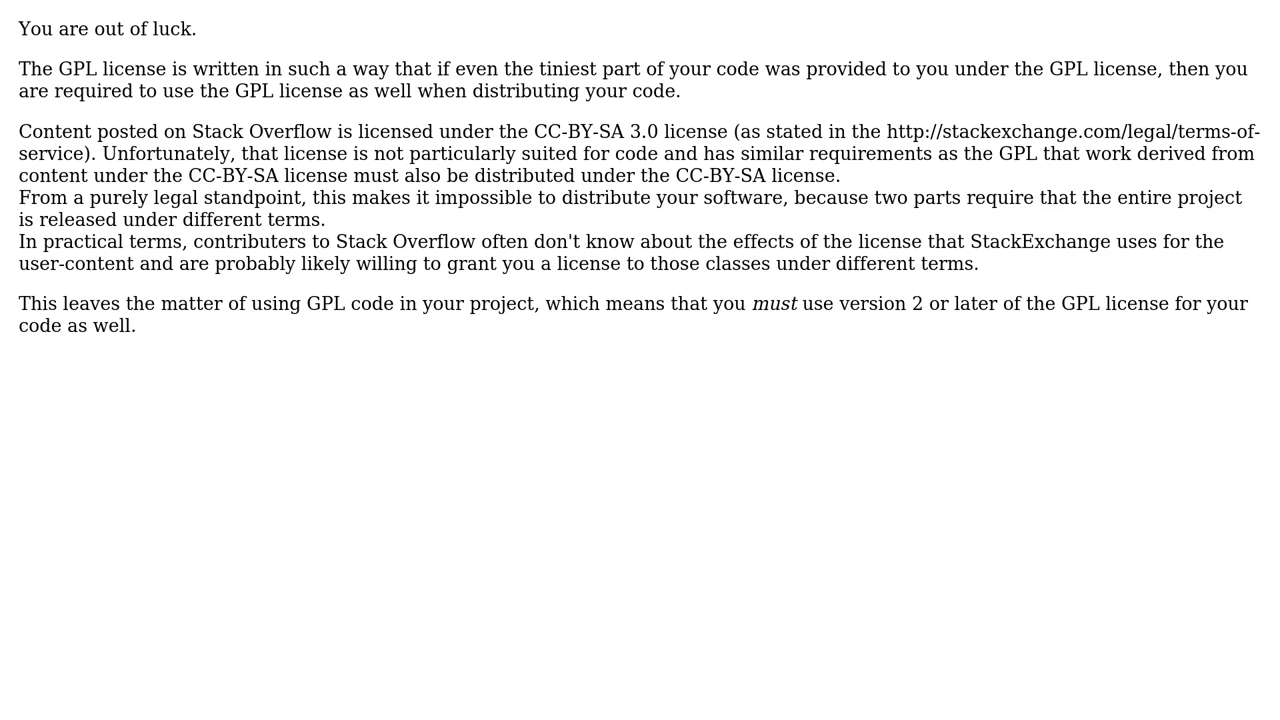 You are out of luck.
The GPL license is written in such a way that if even the tiniest part of your code was provided to you under the GPL license, then you
are required to use the GPL license as well when distributing your code.
Content posted on Stack Overflow is licensed under the CC-BY-SA 3.0 license (as stated in the http://stackexchange.com/legal/terms-of-
service). Unfortunately, that license is not particularly suited for code and has similar requirements as the GPL that work derived from
content under the CC-BY-SA license must also be distributed under the CC-BY-SA license.
From a purely legal standpoint, this makes it impossible to distribute your software, because two parts require that the entire project
is released under different terms.
In practical terms, contributers to Stack Overflow often don't know about the effects of the license that StackExchange uses for the
user-content and are probably likely willing to grant you a license to those classes under different terms.
This leaves the matter of using GPL code in your project, which means that you must use version 2 or later of the GPL license for your
code as well.